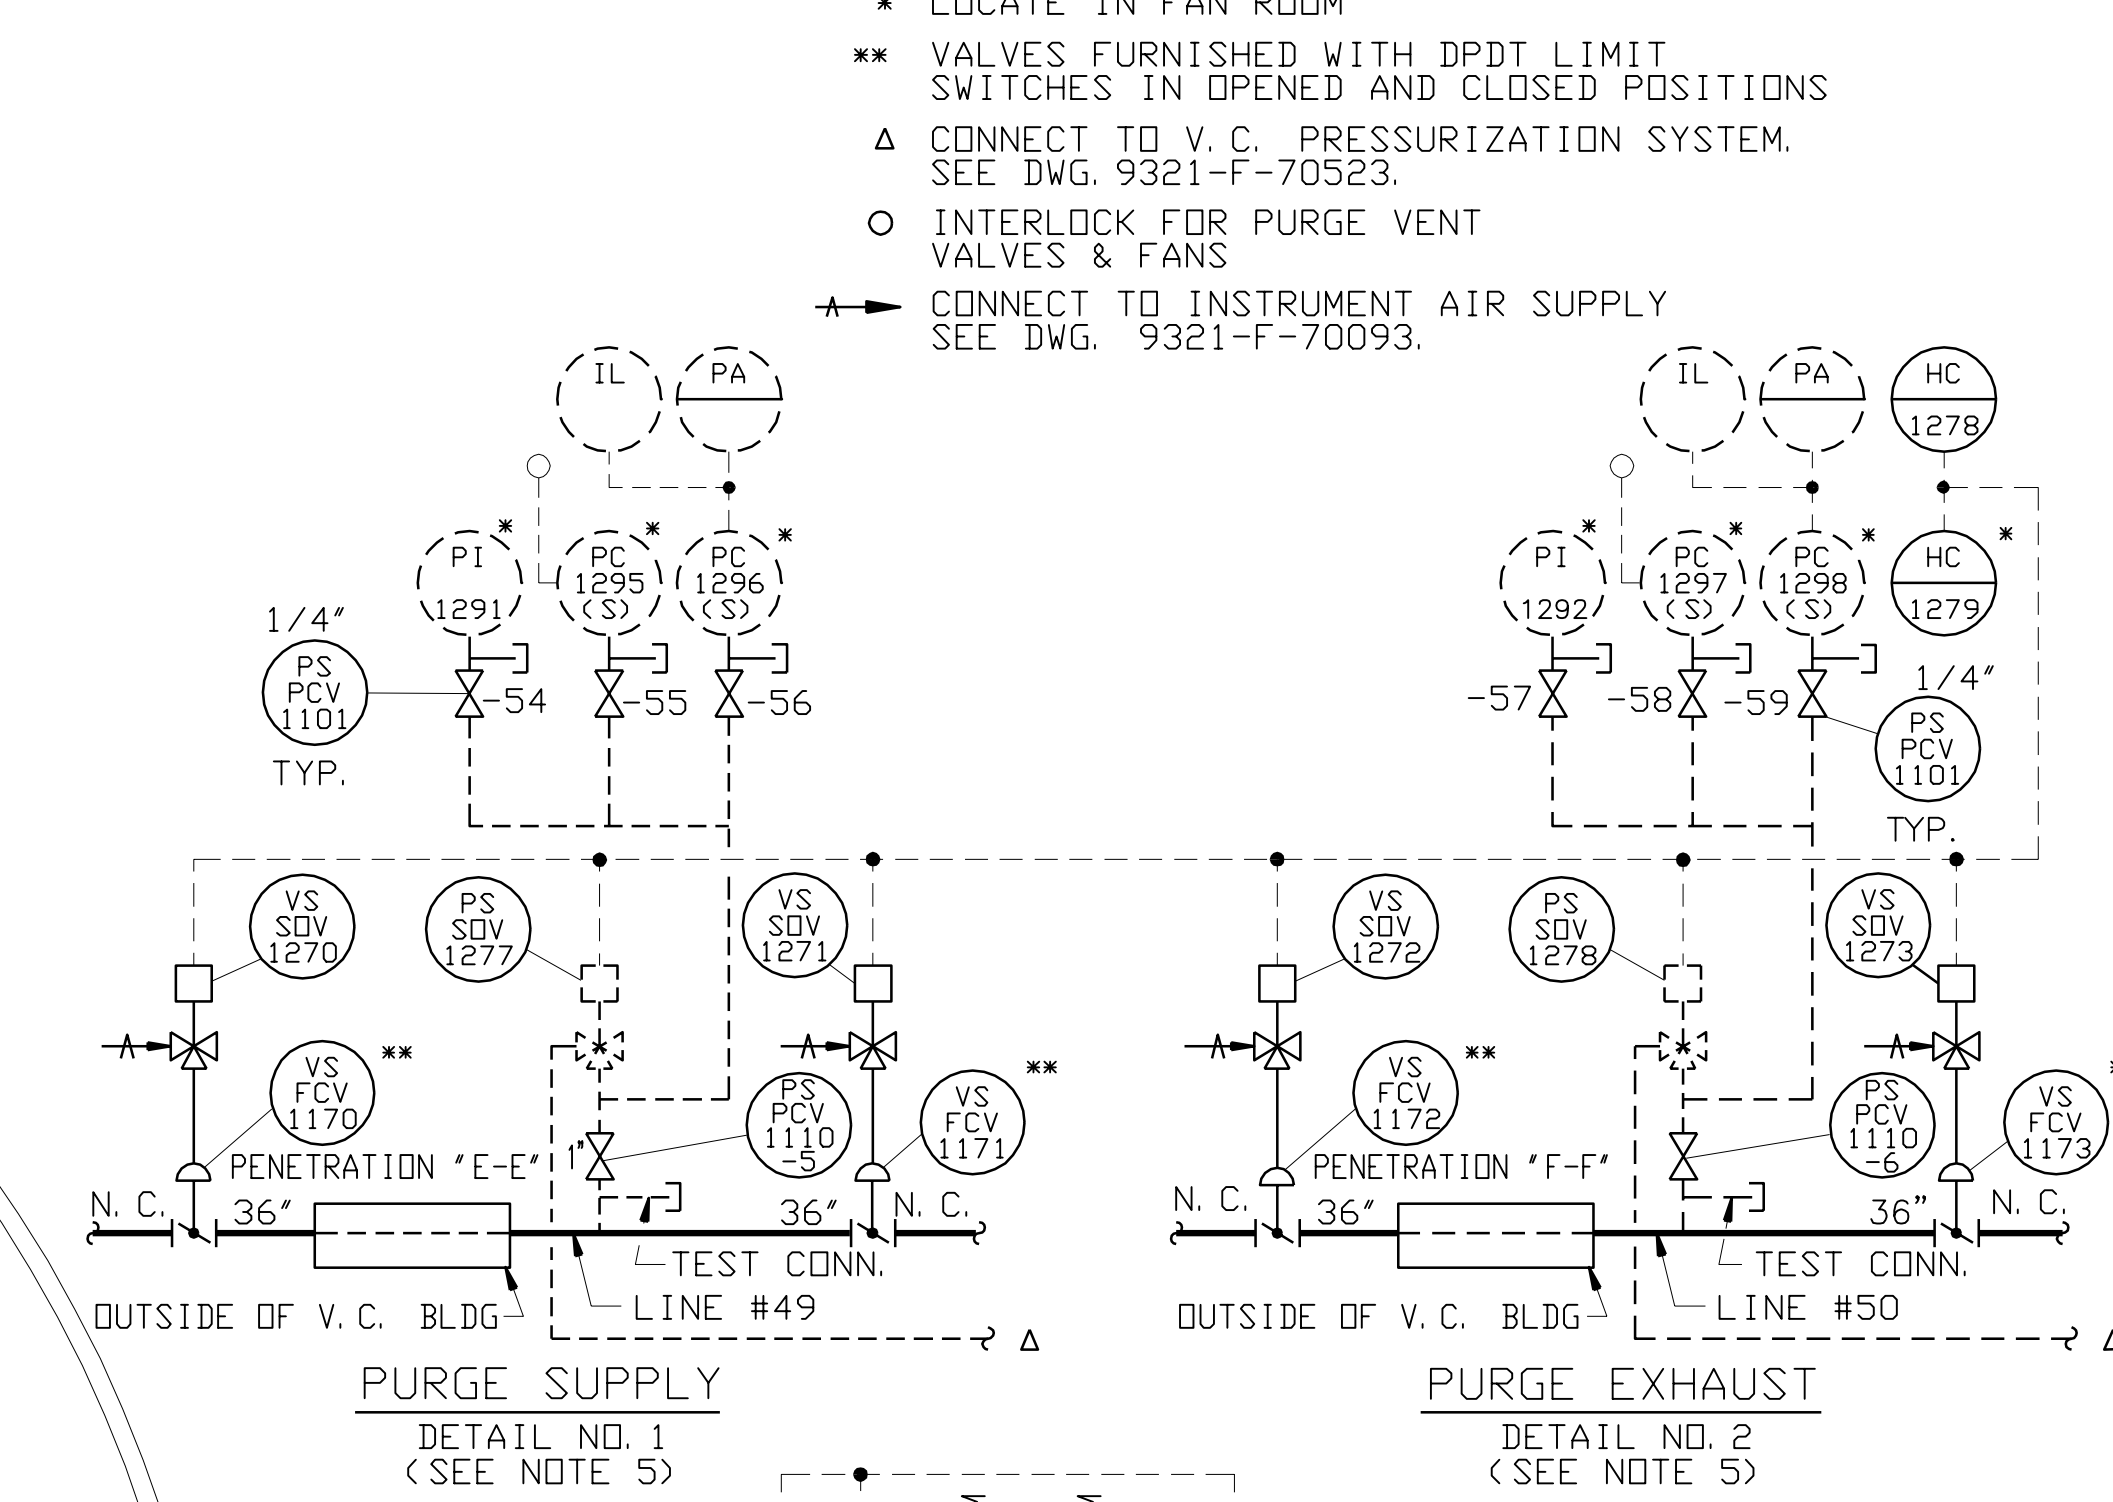 * LOCATE IN FAN ROOM
** VALVES FURNISHED WITH DPDT LIMIT
SWITCHES IN OPENED AND CLOSED POSITIONS
Δ CONNECT TO V. C. PRESSURIZATION SYSTEM.
SEE DWG. 9321-F-70523.
INTERLOCK FOR PURGE VENT
VALVES & FANS
A CONNECT TO INSTRUMENT AIR SUPPLY
SEE DWG. 9321-F-70093.
IL
PA
PI
1291
*
PC
1295
(S)
*
PC
1296
(S)
*
1/4"
PS
PCV
1101
TYP.
-54
-55
-56
VS
SOV
1270
PS
SOV
1277
VS
SOV
1271
A
A
VS
FCV
1170
**
PS
PCV
1110
-5
VS
FCV
1171
**
PENETRATION "E-E"
1"
N. C.
36"
36"
N. C.
TEST CONN.
LINE #49
OUTSIDE OF V. C. BLDG
Δ
PURGE SUPPLY
DETAIL NO. 1
(SEE NOTE 5)
IL
PA
HC
1278
PI
1292
*
PC
1297
(S)
*
PC
1298
(S)
*
HC
1279
*
-57
-58
-59
1/4"
PS
PCV
1101
TYP.
VS
SOV
1272
PS
SOV
1278
VS
SOV
1273
A
A
VS
FCV
1172
**
PS
PCV
1110
-6
VS
FCV
1173
*
PENETRATION "F-F"
N. C.
36"
36"
N. C.
TEST CONN.
LINE #50
OUTSIDE OF V. C. BLDG
Δ
PURGE EXHAUST
DETAIL NO. 2
(SEE NOTE 5)